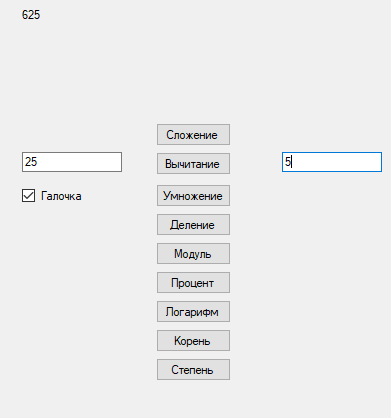 625
Сложение
25
Вычитание
5
Галочка
Умножение
Деление
Модуль
Процент
Логарифм
Корень
Степень